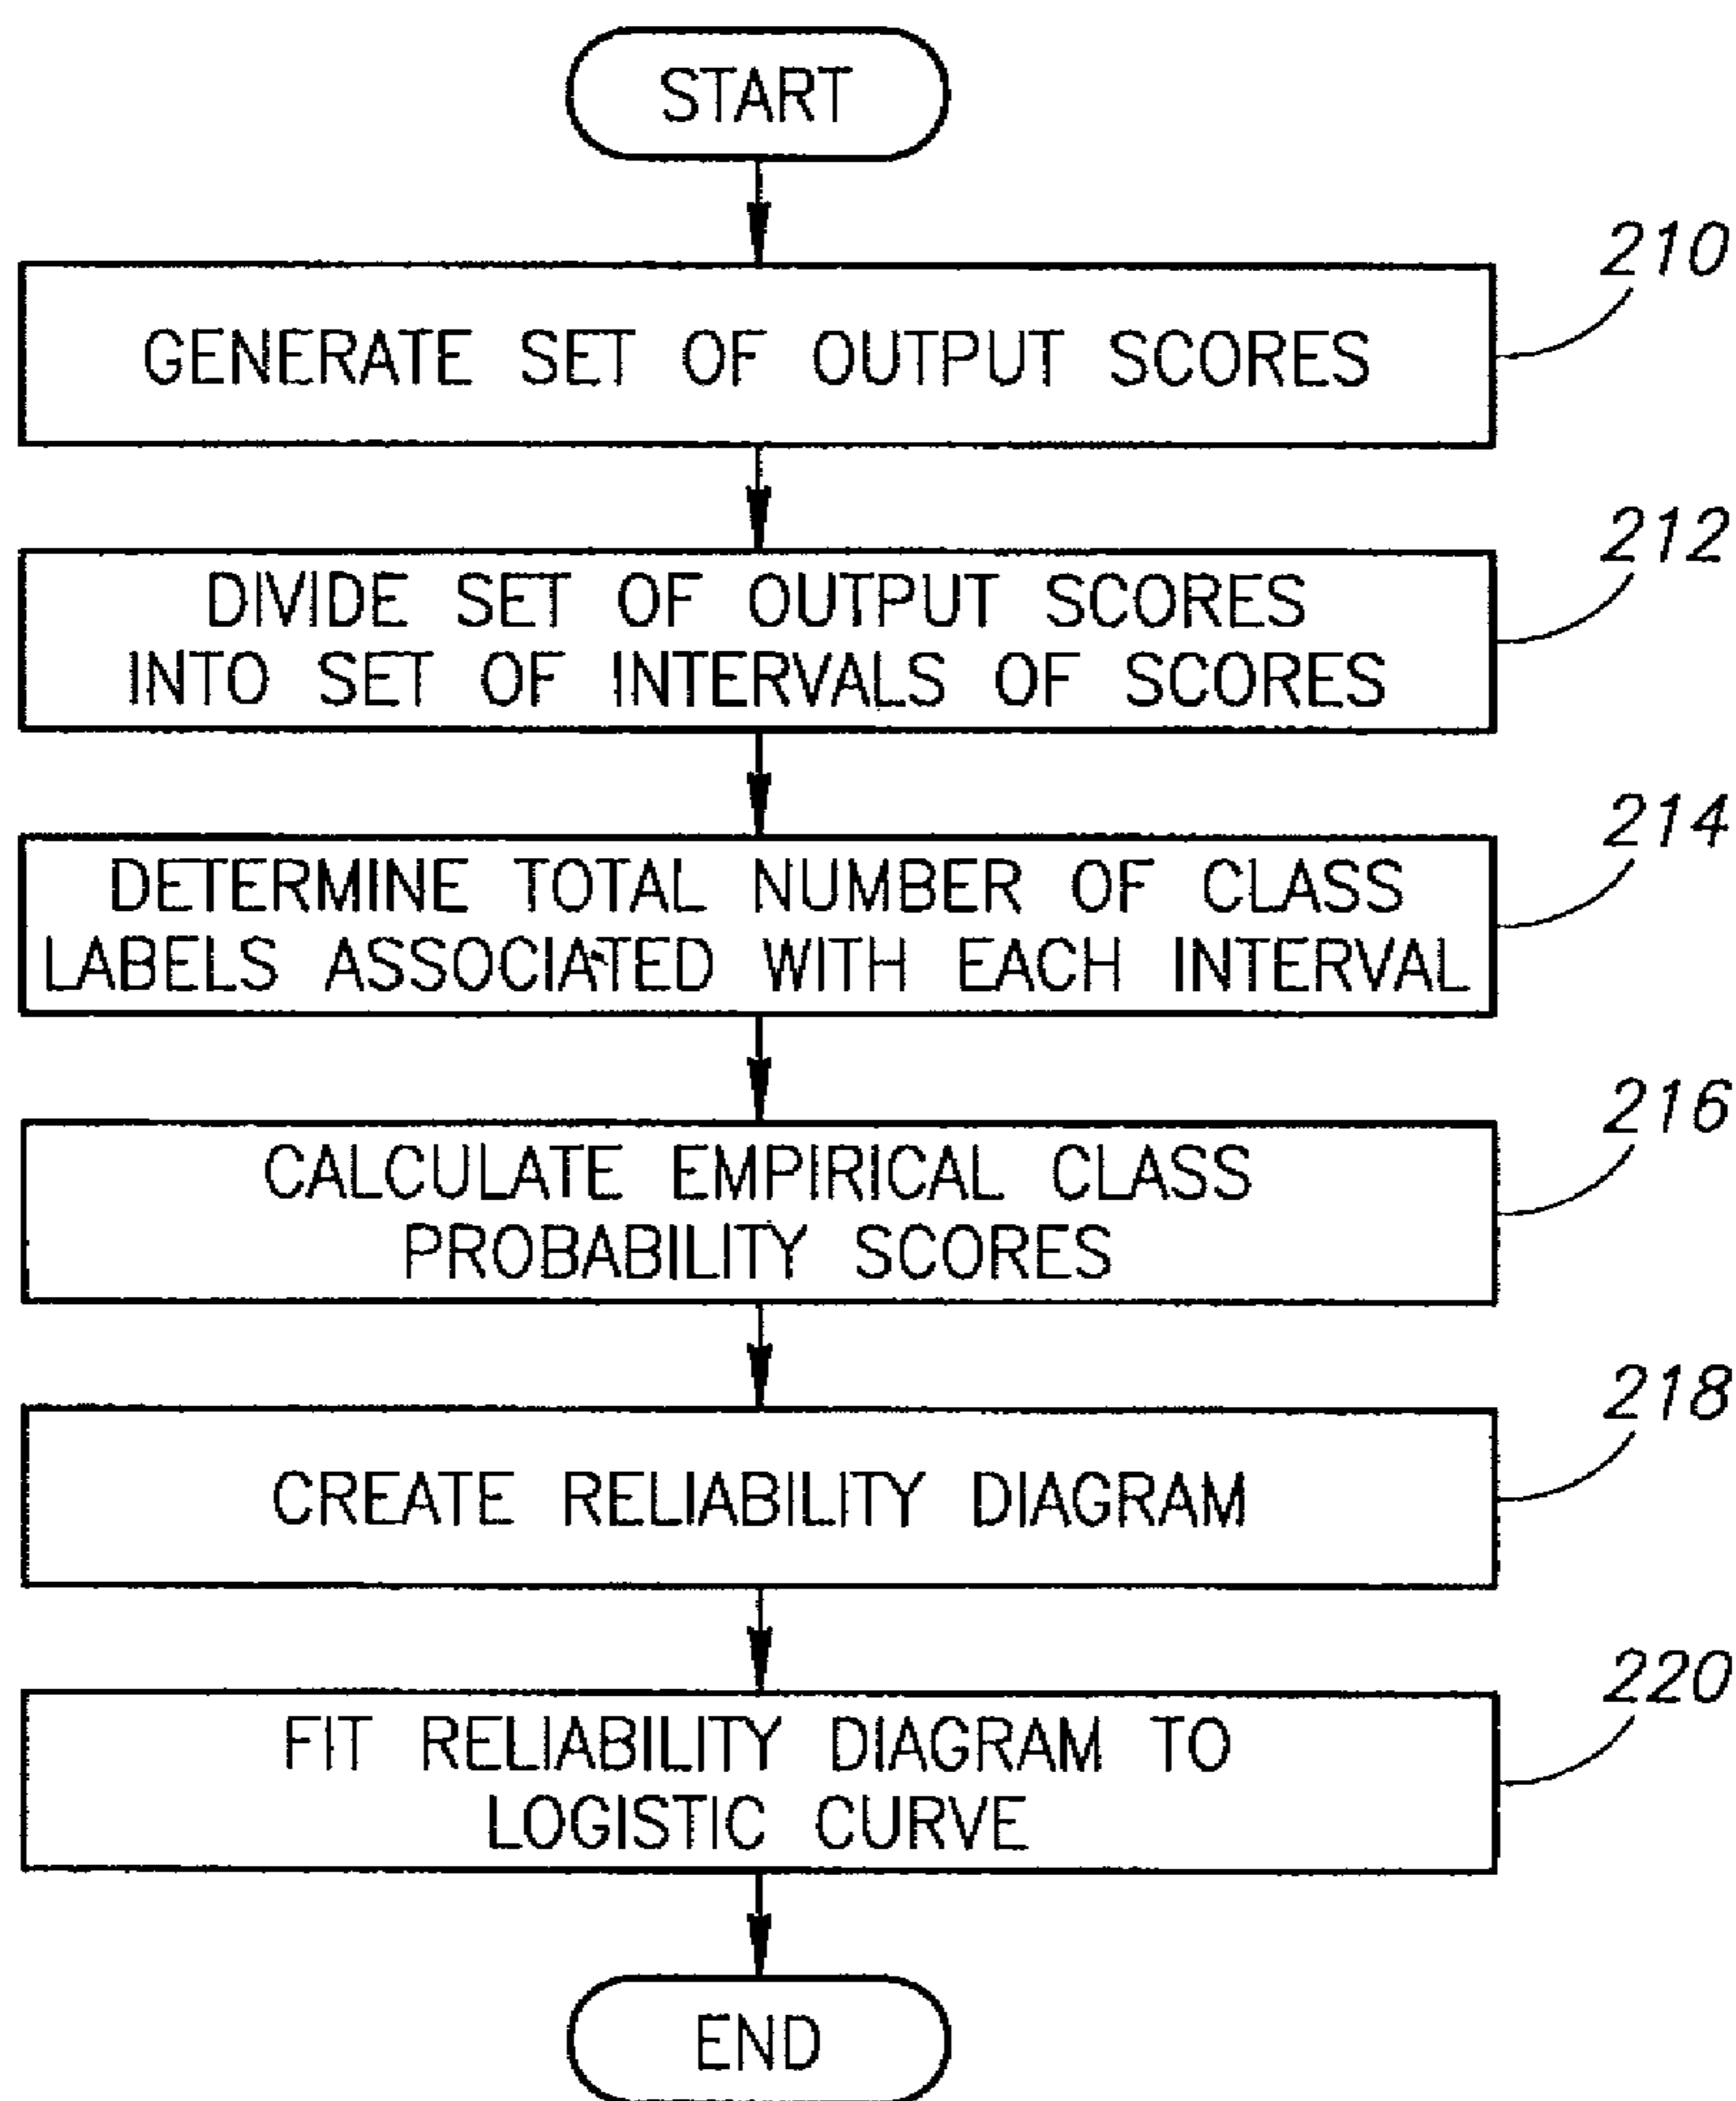 START
210
GENERATE SET OF OUTPUT SCORES
212
DIVIDE SET OF OUTPUT SCORES
INTO SET OF INTERVALS OF SCORES
214
DETERMINE TOTAL NUMBER OF CLASS
LABELS ASSOCIATED WITH EACH INTERVAL
216
CALCULATE EMPIRICAL CLASS
PROBABILITY SCORES
218
CREATE RELIABILITY DIAGRAM
220
FIT RELIABILITY DIAGRAM TO
LOGISTIC CURVE
END